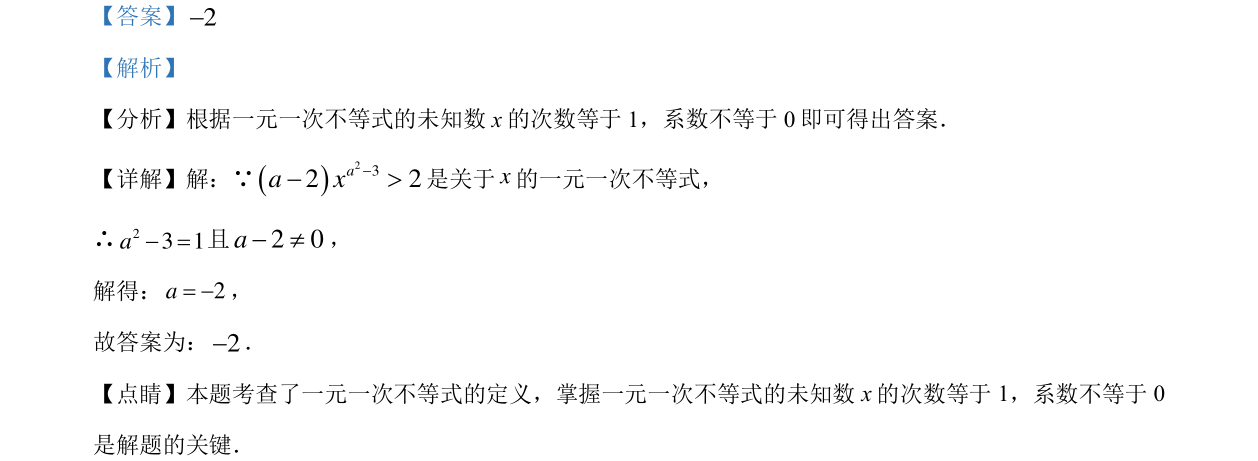 【答案】−2
【解析】
【分析】根据一元一次不等式的未知数 x 的次数等于 1，系数不等于 0 即可得出答案．
【详解】解：∵(a−2)x^{a²−3}>2 是关于 x 的一元一次不等式，
∴a²−3=1且a−2≠0，
解得：a=−2，
故答案为：−2．
【点睛】本题考查了一元一次不等式的定义，掌握一元一次不等式的未知数 x 的次数等于 1，系数不等于 0
是解题的关键．